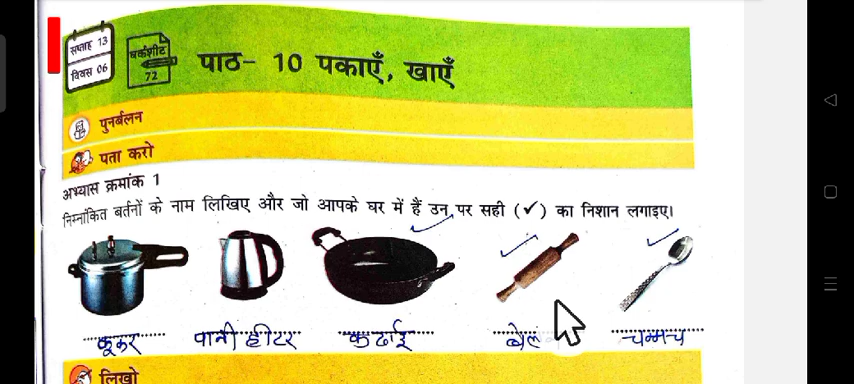 सप्ताह 13
दिवस 06
वर्कशीट
72
पाठ- 10 पकाएँ, खाएँ
पुनर्बलन
पता करो
अभ्यास क्रमांक 1
निम्नांकित बर्तनों के नाम लिखिए और जो आपके घर में हैं उन पर सही (✓) का निशान लगाइए।
कूकर पानी हीटर कढाई बेल चम्मच
लिखो